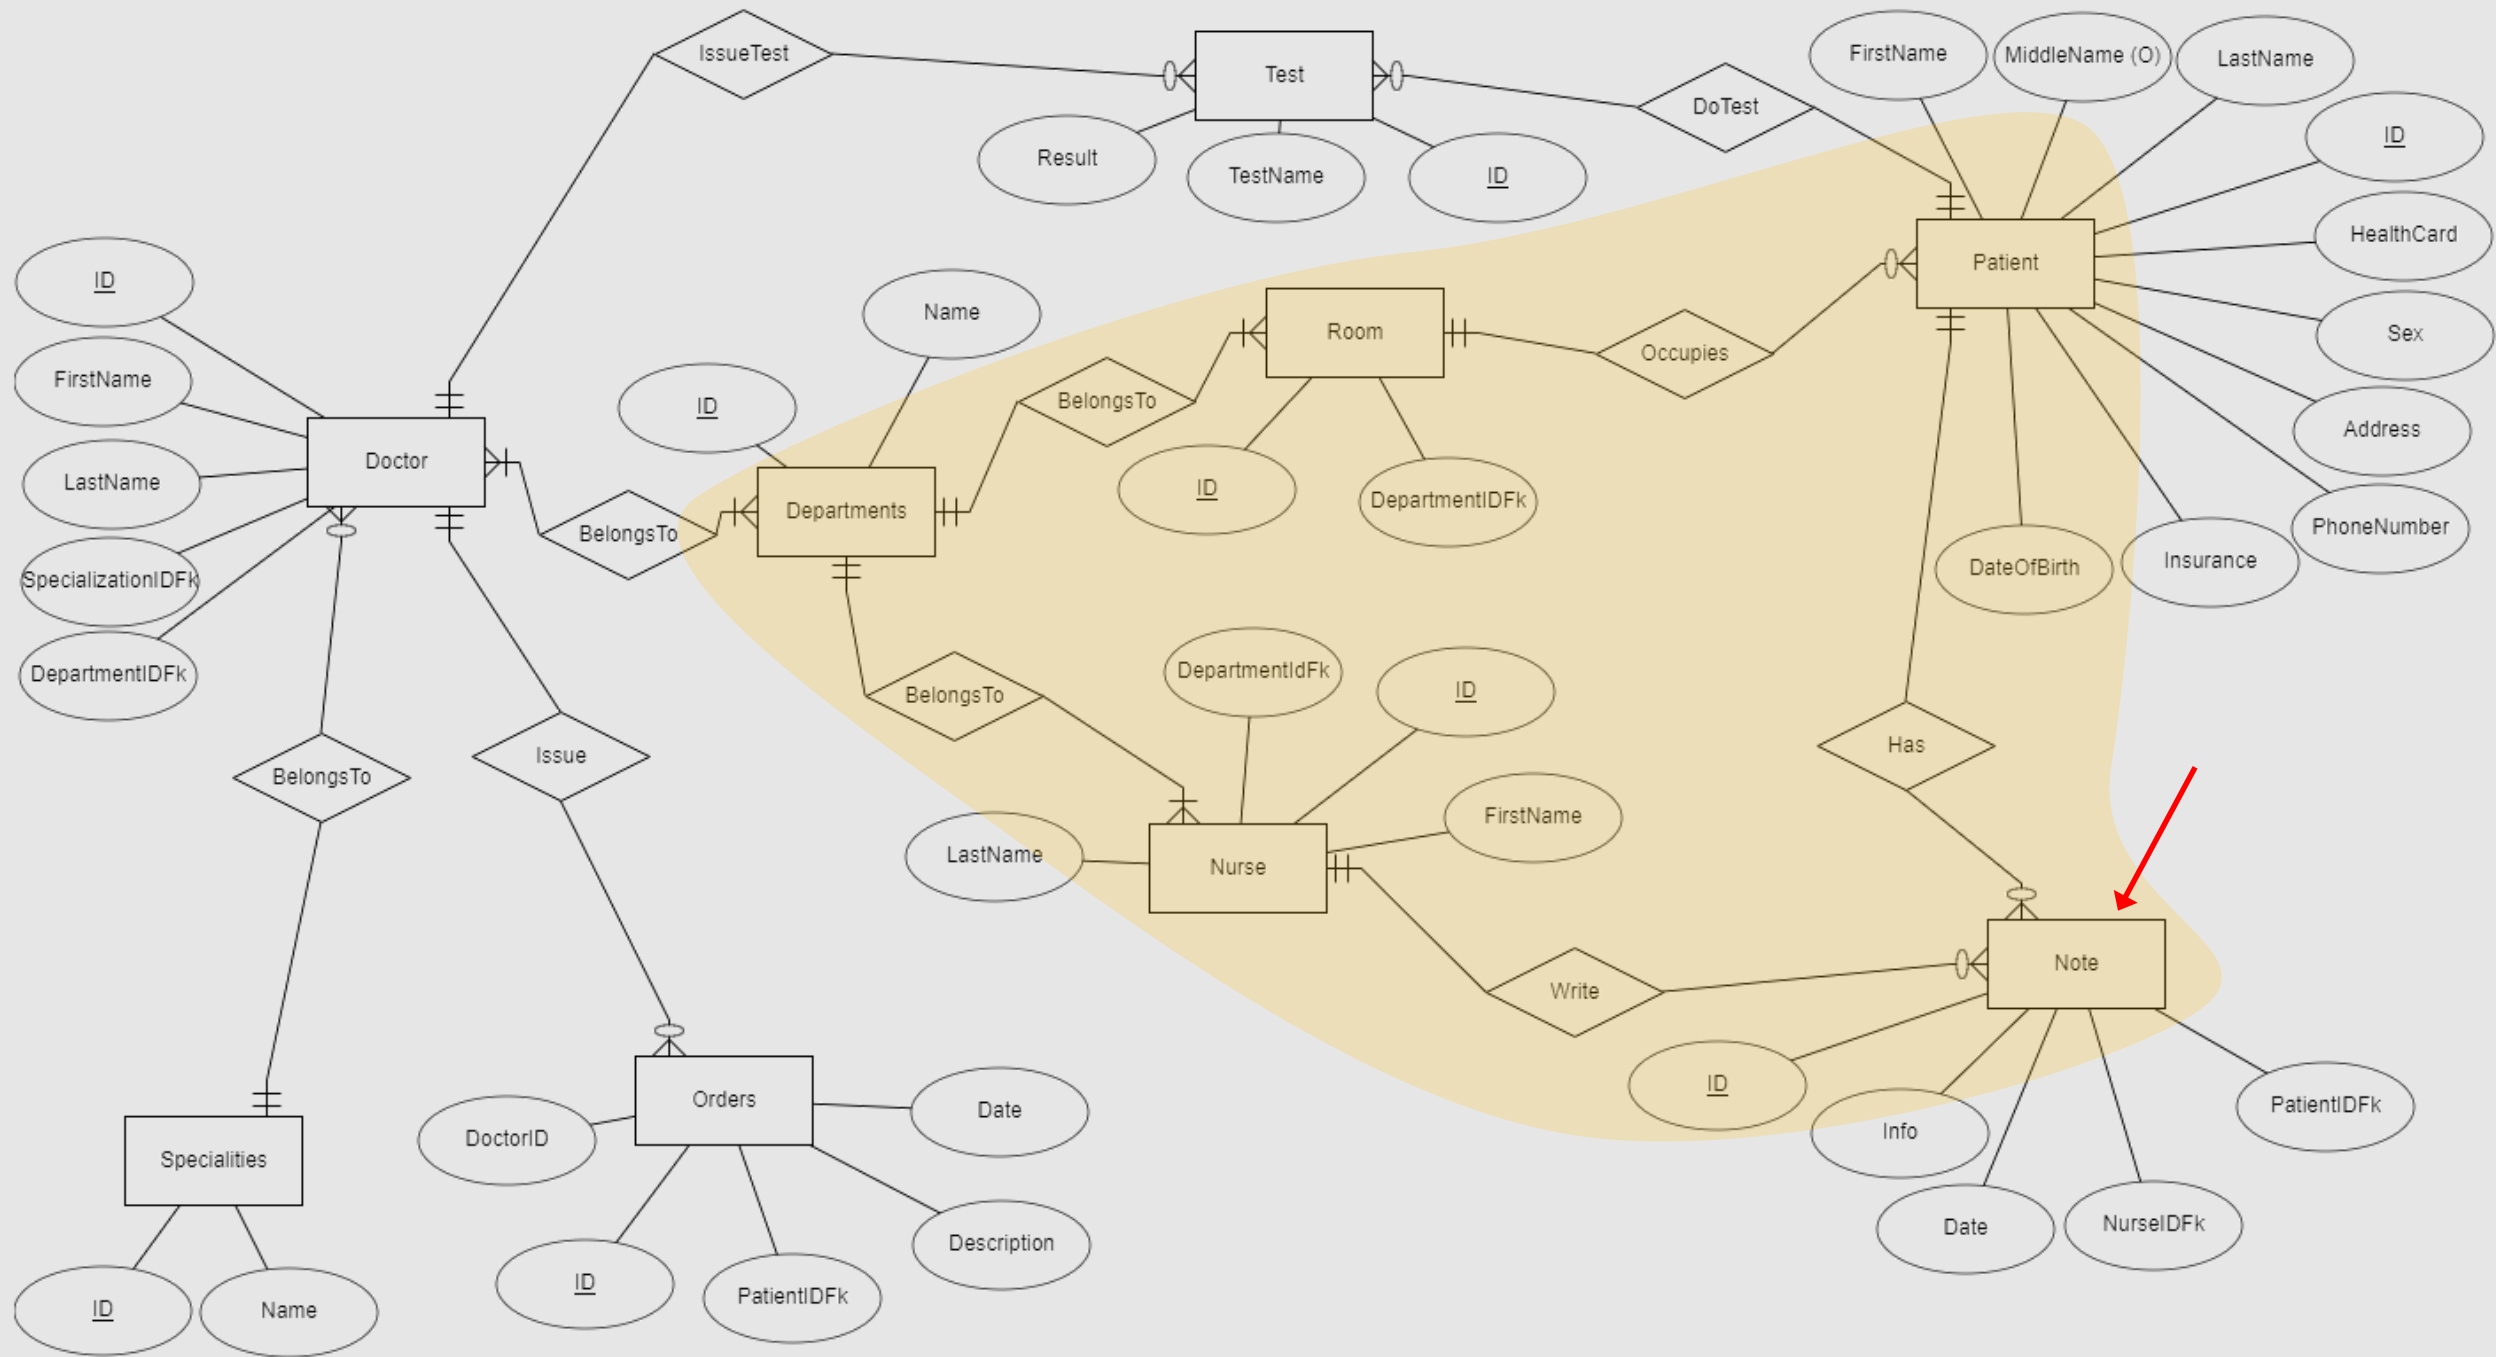 IssueTest
Test
FirstName
MiddleName (O)
LastName
DoTest
ID
Result
TestName
ID
HealthCard
Patient
ID
Name
Room
Sex
Occupies
FirstName
BelongsTo
ID
Address
Doctor
LastName
ID
DepartmentIDFk
Departments
BelongsTo
PhoneNumber
Insurance
DateOfBirth
SpecializationIDFk
DepartmentIDFk
DepartmentIdFk
ID
BelongsTo
Has
Issue
BelongsTo
FirstName
LastName
Nurse
Note
Write
ID
Orders
Date
PatientIDFk
DoctorID
Info
Specialities
NurseIDFk
Date
Description
ID
PatientIDFk
ID
Name